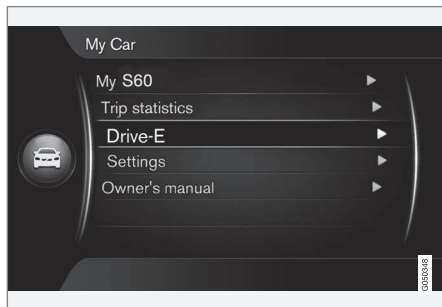 My Car
My S60
Trip statistics
Drive-E
Settings
Owner's manual
G050348